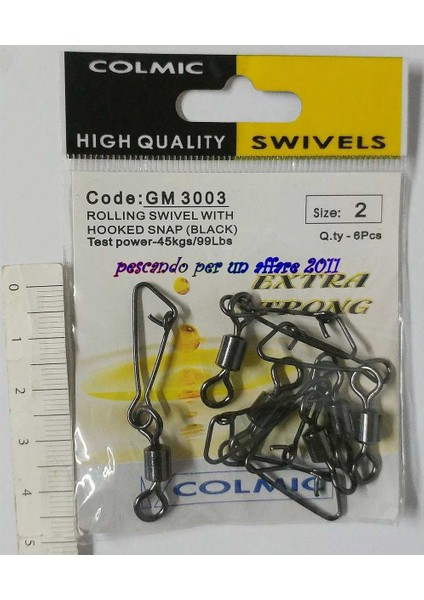 COLMIC
HIGH QUALITY SWIVELS
Code:GM 3003
ROLLING SWIVEL WITH
HOOKED SNAP (BLACK)
Test power-45kgs/99Lbs
Size: 2
Q.ty - 6Pcs
pescando per un affare 2011
EXTRA
STRONG
COLMIC
0
1
2
3
4
5